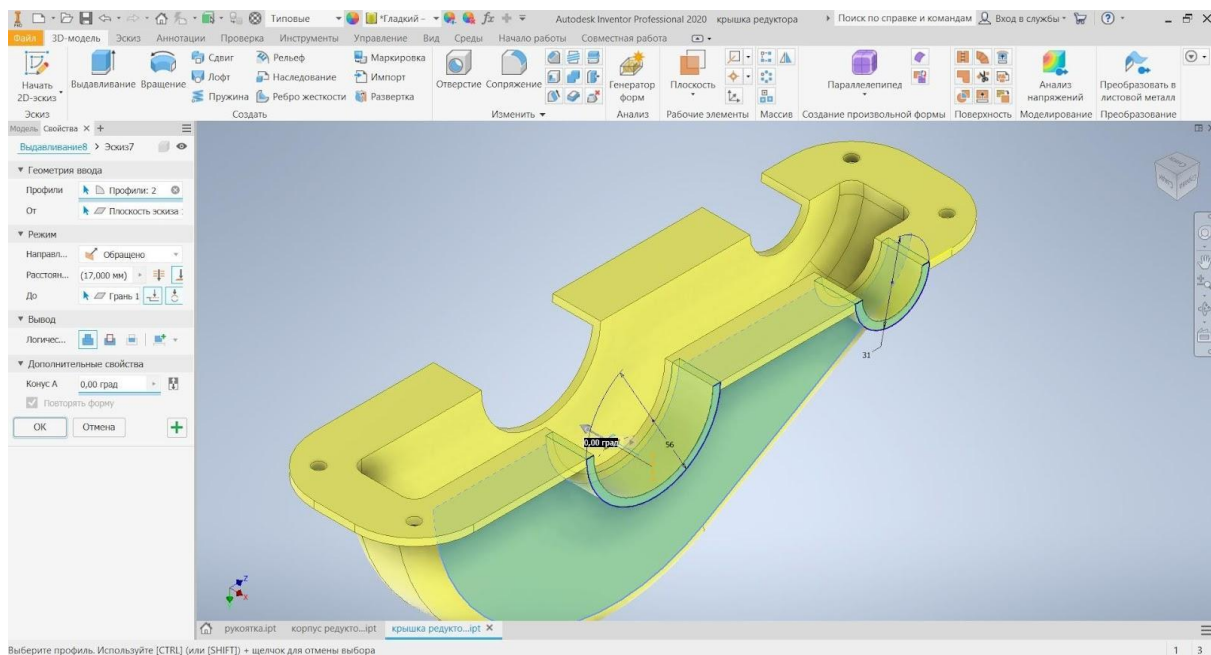 Типовые
*Гладкий –
Autodesk Inventor Professional 2020 крышка редуктора
Поиск по справке и командам
Вход в службы
Файл 3D-модель Эскиз Аннотации Проверка Инструменты Управление Вид Среды Начало работы Совместная работа
Начать 2D-эскиз
Выдавливание Вращение
Сдвиг Рельеф Маркировка
Лофт Наследование Импорт
Пружина Ребро жесткости Развертка
Отверстие Сопряжение
Генератор форм
Плоскость
Параллелепипед
Анализ напряжений
Преобразовать в листовой металл
Эскиз Создать Изменить Анализ Рабочие элементы Массив Создание произвольной формы Поверхность Моделирование Преобразование
Модель Свойства × +
Выдавливание8 > Эскиз7
Геометрия ввода
Профили Профили: 2
От Плоскость эскиза
Режим
Направл... Обращено
Расстоян... (17,000 мм)
До Грань 1
Вывод
Логичес...
Дополнительные свойства
Конус A 0,00 град
Повторять форму
OK Отмена
31
0,00 град
56
Z
X
рукоятка.ipt корпус редукто...ipt крышка редукто...ipt ×
Выберите профиль. Используйте [CTRL] (или [SHIFT]) + щелчок для отмены выбора
1 3